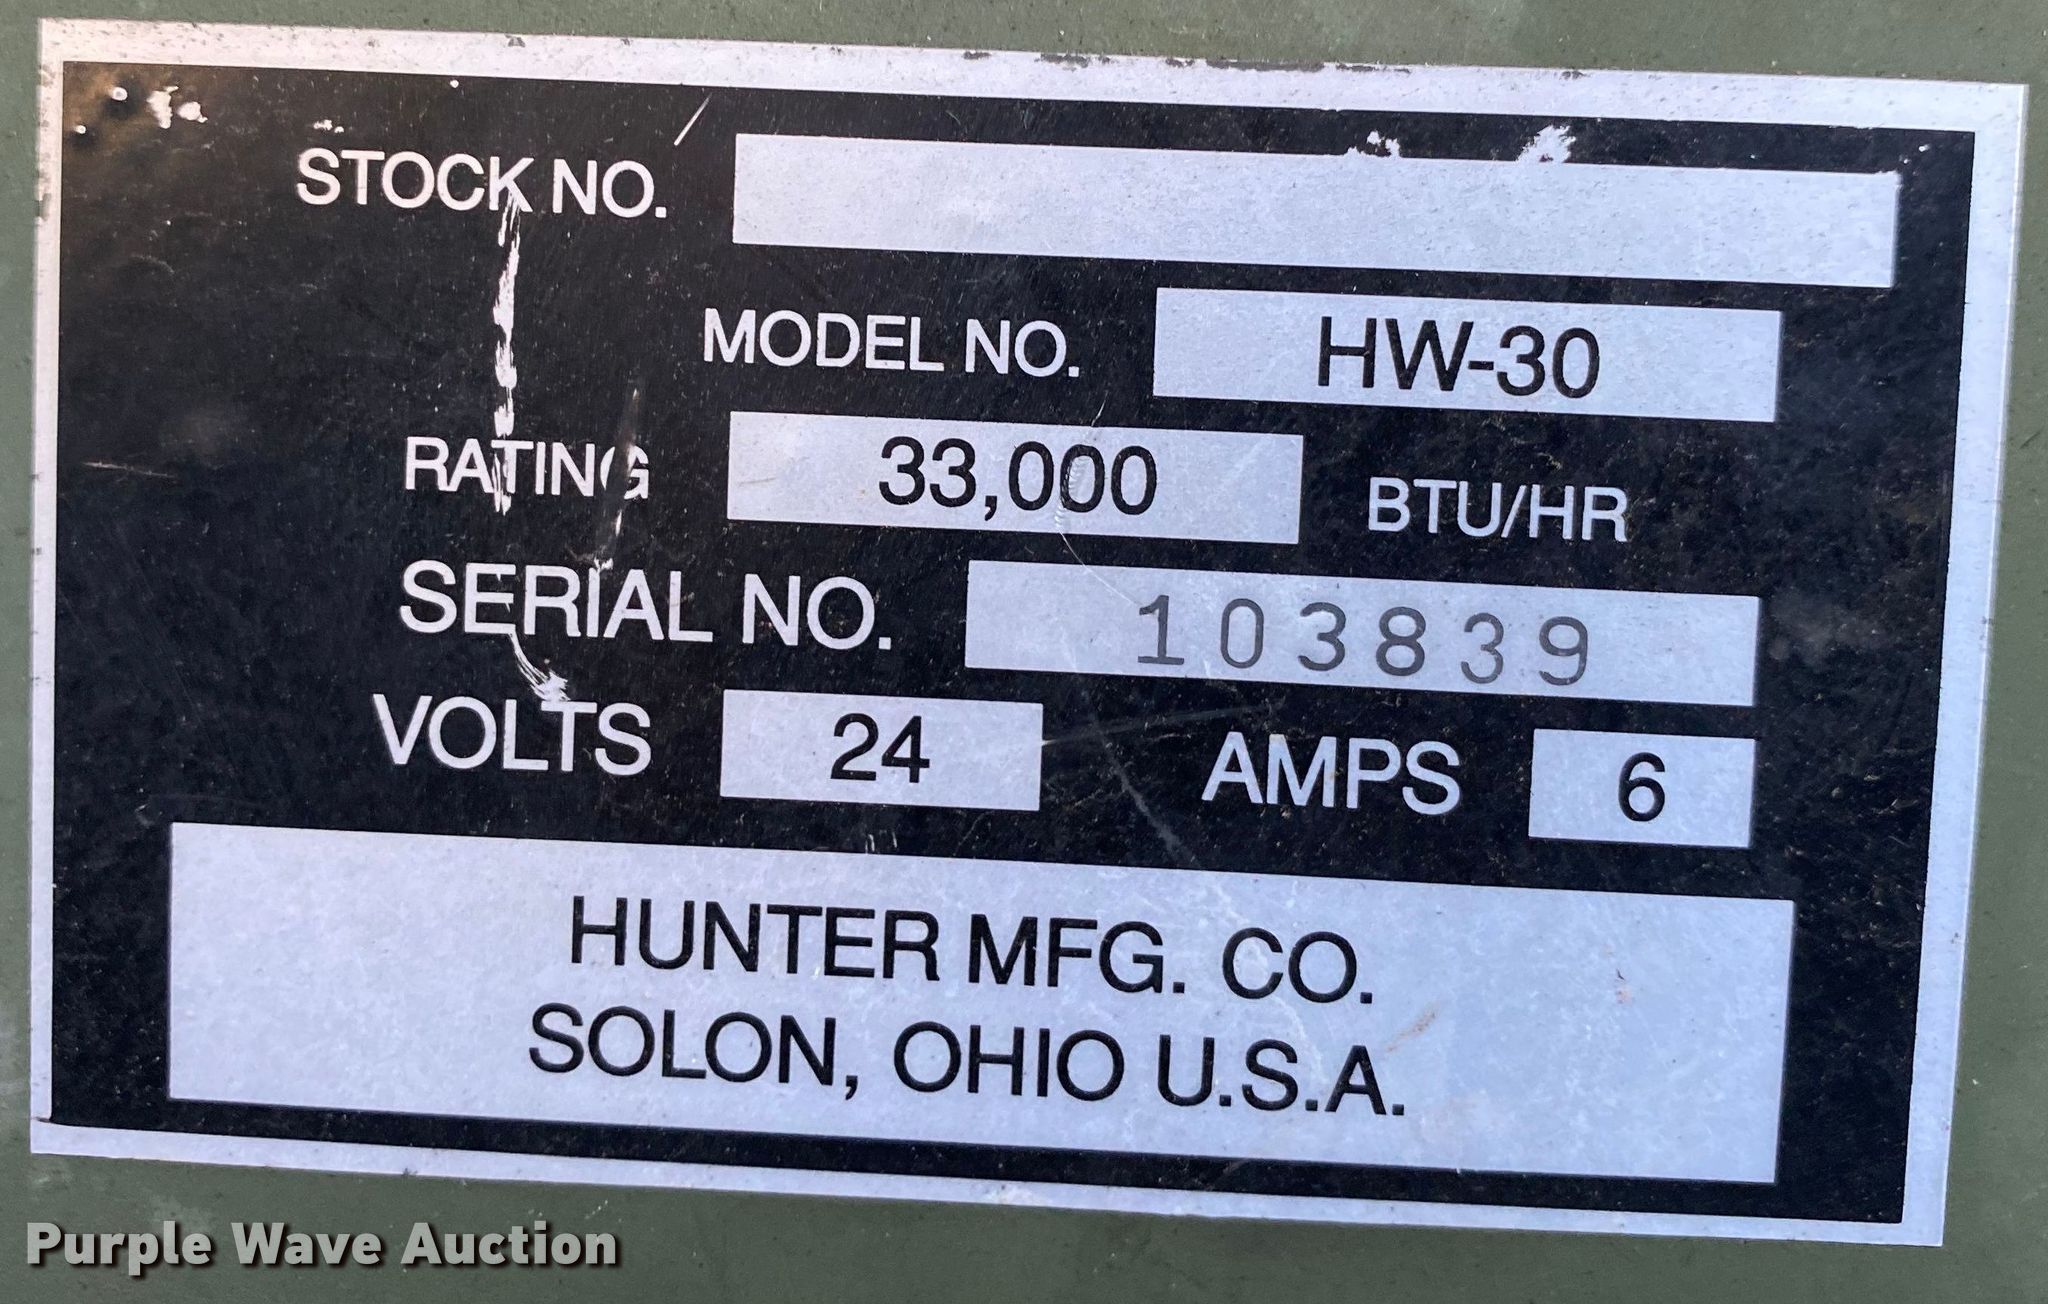 STOCK NO.
MODEL NO. HW-30
RATING 33,000 BTU/HR
SERIAL NO. 103839
VOLTS 24 AMPS 6
HUNTER MFG. CO.
SOLON, OHIO U.S.A.
Purple Wave Auction